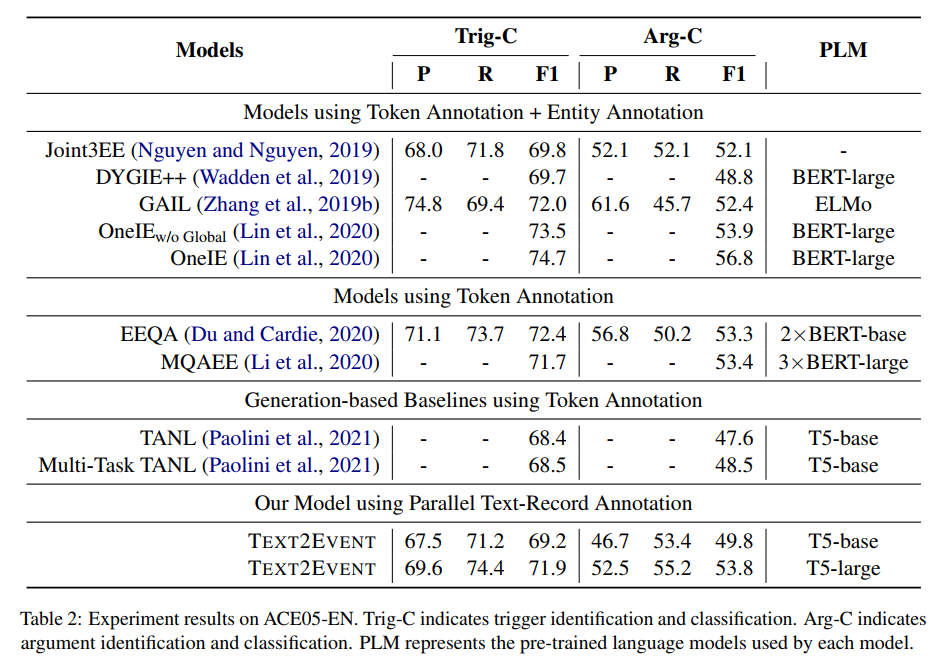 Models Trig-C Arg-C PLM
P R F1 P R F1
Models using Token Annotation + Entity Annotation
Joint3EE (Nguyen and Nguyen, 2019) 68.0 71.8 69.8 52.1 52.1 52.1 -
DYGIE++ (Wadden et al., 2019) - - 69.7 - - 48.8 BERT-large
GAIL (Zhang et al., 2019b) 74.8 69.4 72.0 61.6 45.7 52.4 ELMo
OneIEw/o Global (Lin et al., 2020) - - 73.5 - - 53.9 BERT-large
OneIE (Lin et al., 2020) - - 74.7 - - 56.8 BERT-large
Models using Token Annotation
EEQA (Du and Cardie, 2020) 71.1 73.7 72.4 56.8 50.2 53.3 2×BERT-base
MQAEE (Li et al., 2020) - - 71.7 - - 53.4 3×BERT-large
Generation-based Baselines using Token Annotation
TANL (Paolini et al., 2021) - - 68.4 - - 47.6 T5-base
Multi-Task TANL (Paolini et al., 2021) - - 68.5 - - 48.5 T5-base
Our Model using Parallel Text-Record Annotation
TEXT2EVENT 67.5 71.2 69.2 46.7 53.4 49.8 T5-base
TEXT2EVENT 69.6 74.4 71.9 52.5 55.2 53.8 T5-large
Table 2: Experiment results on ACE05-EN. Trig-C indicates trigger identification and classification. Arg-C indicates
argument identification and classification. PLM represents the pre-trained language models used by each model.